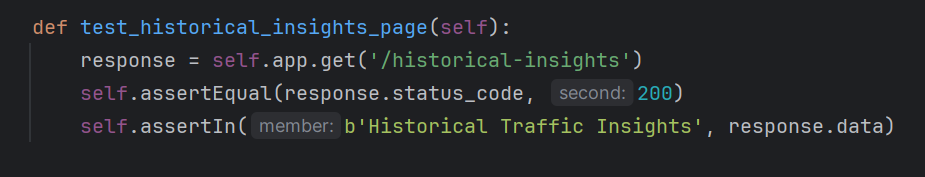 def test_historical_insights_page(self):
response = self.app.get('/historical-insights')
self.assertEqual(response.status_code, second: 200)
self.assertIn( member: b'Historical Traffic Insights', response.data)